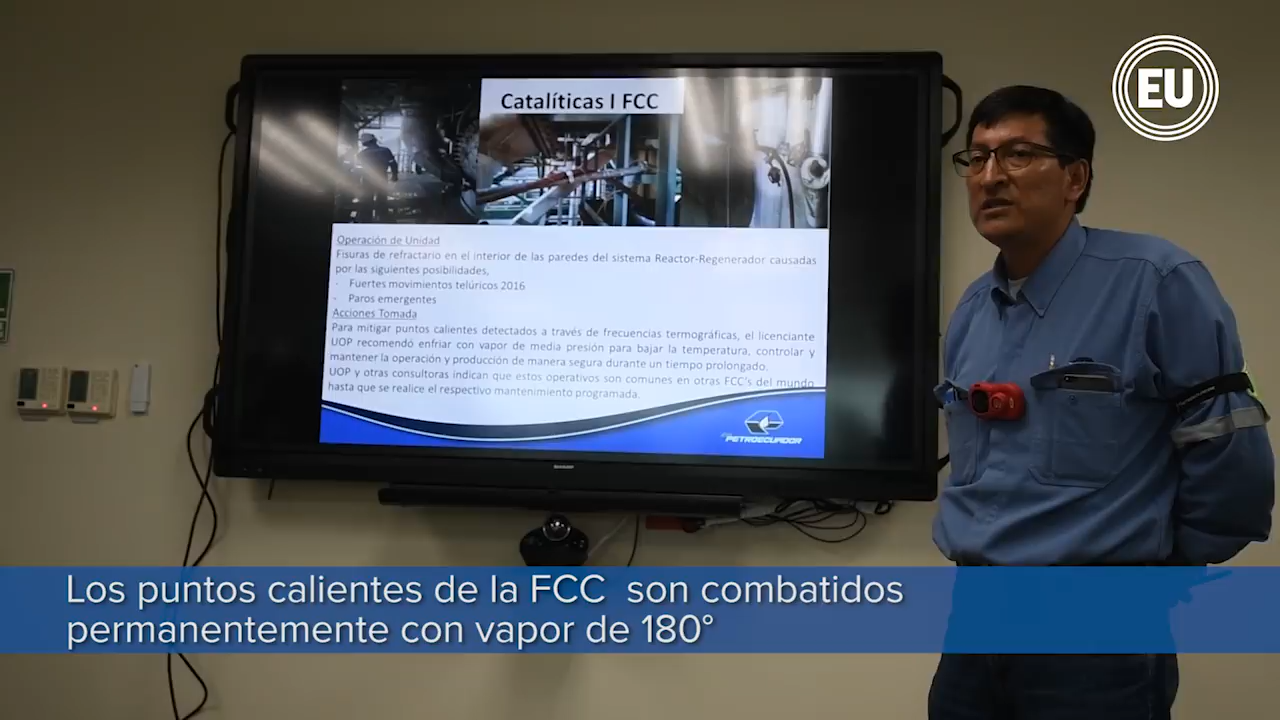 EU
Catalíticas I FCC
Operación de Unidad
Fisuras de refractario en el interior de las paredes del sistema Reactor-Regenerador causadas
por las siguientes posibilidades,
- Fuertes movimientos telúricos 2016
- Paros emergentes
Acciones Tomada
Para mitigar puntos calientes detectados a través de frecuencias termográficas, el licenciante
UOP recomendó enfriar con vapor de media presión para bajar la temperatura, controlar y
mantener la operación y producción de manera segura durante un tiempo prolongado.
UOP y otras consultoras indican que estos operativos son comunes en otras FCC's del mundo
hasta que se realice el respectivo mantenimiento programada.
PETROECUADOR
SHARP
Los puntos calientes de la FCC son combatidos
permanentemente con vapor de 180°